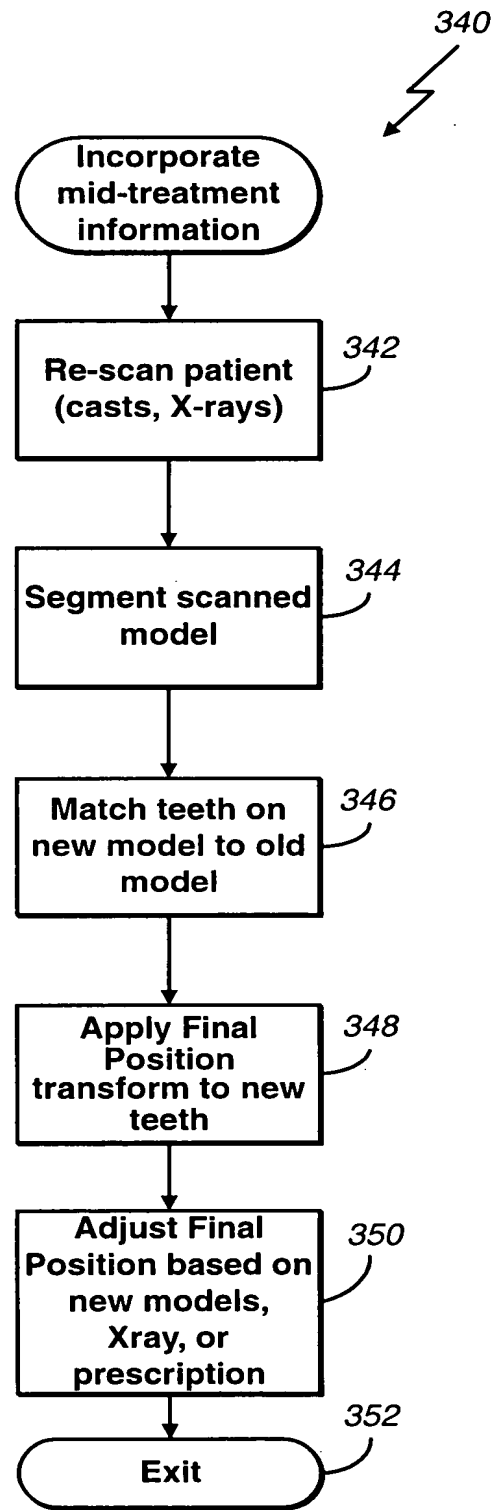 340
Incorporate
mid-treatment
information
342
Re-scan patient
(casts, X-rays)
344
Segment scanned
model
346
Match teeth on
new model to old
model
348
Apply Final
Position
transform to new
teeth
350
Adjust Final
Position based on
new models,
Xray, or
prescription
352
Exit